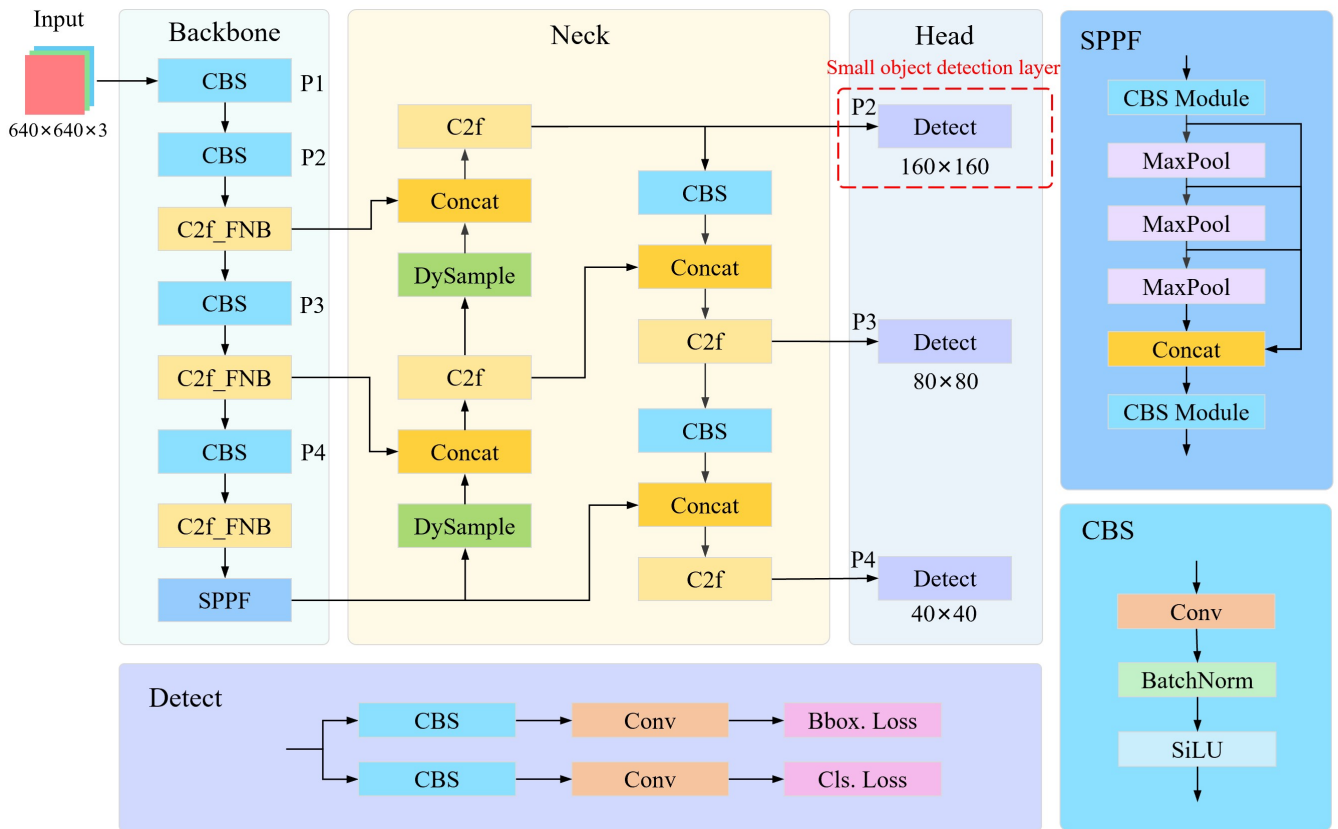 Input
640×640×3
Backbone
CBS
P1
CBS
P2
C2f_FNB
CBS
P3
C2f_FNB
CBS
P4
C2f_FNB
SPPF
Neck
C2f
Concat
DySample
C2f
Concat
DySample
CBS
Concat
C2f
CBS
Concat
C2f
Head
Small object detection layer
P2
Detect
160×160
P3
Detect
80×80
P4
Detect
40×40
SPPF
CBS Module
MaxPool
MaxPool
MaxPool
Concat
CBS Module
CBS
Conv
BatchNorm
SiLU
Detect
CBS
Conv
Bbox. Loss
CBS
Conv
Cls. Loss